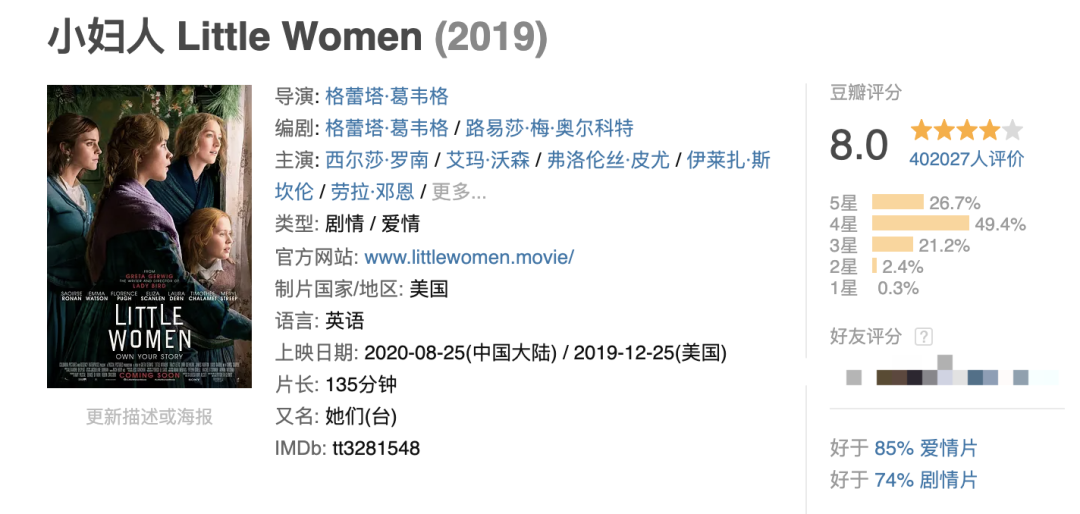 小妇人 Little Women (2019)
导演: 格蕾塔·葛韦格
编剧: 格蕾塔·葛韦格 / 路易莎·梅·奥尔科特
主演: 西尔莎·罗南 / 艾玛·沃森 / 弗洛伦丝·皮尤 / 伊莱扎·斯
坎伦 / 劳拉·邓恩 / 更多...
类型: 剧情 / 爱情
官方网站: www.littlewomen.movie/
制片国家/地区: 美国
语言: 英语
上映日期: 2020-08-25(中国大陆) / 2019-12-25(美国)
片长: 135分钟
又名: 她们(台)
IMDb: tt3281548
FROM
GRETA GERWIG
THE WRITER AND DIRECTOR OF
LADY BIRD
SAOIRSE EMMA FLORENCE ELIZA LAURA TIMOTHÉE MERYL
RONAN WATSON PUGH SCANLEN DERN CHALAMET STREEP
LITTLE
WOMEN
OWN YOUR STORY
COMING SOON
更新描述或海报
豆瓣评分
8.0
402027人评价
5星 26.7%
4星 49.4%
3星 21.2%
2星 2.4%
1星 0.3%
好友评分 ?
好于 85% 爱情片
好于 74% 剧情片